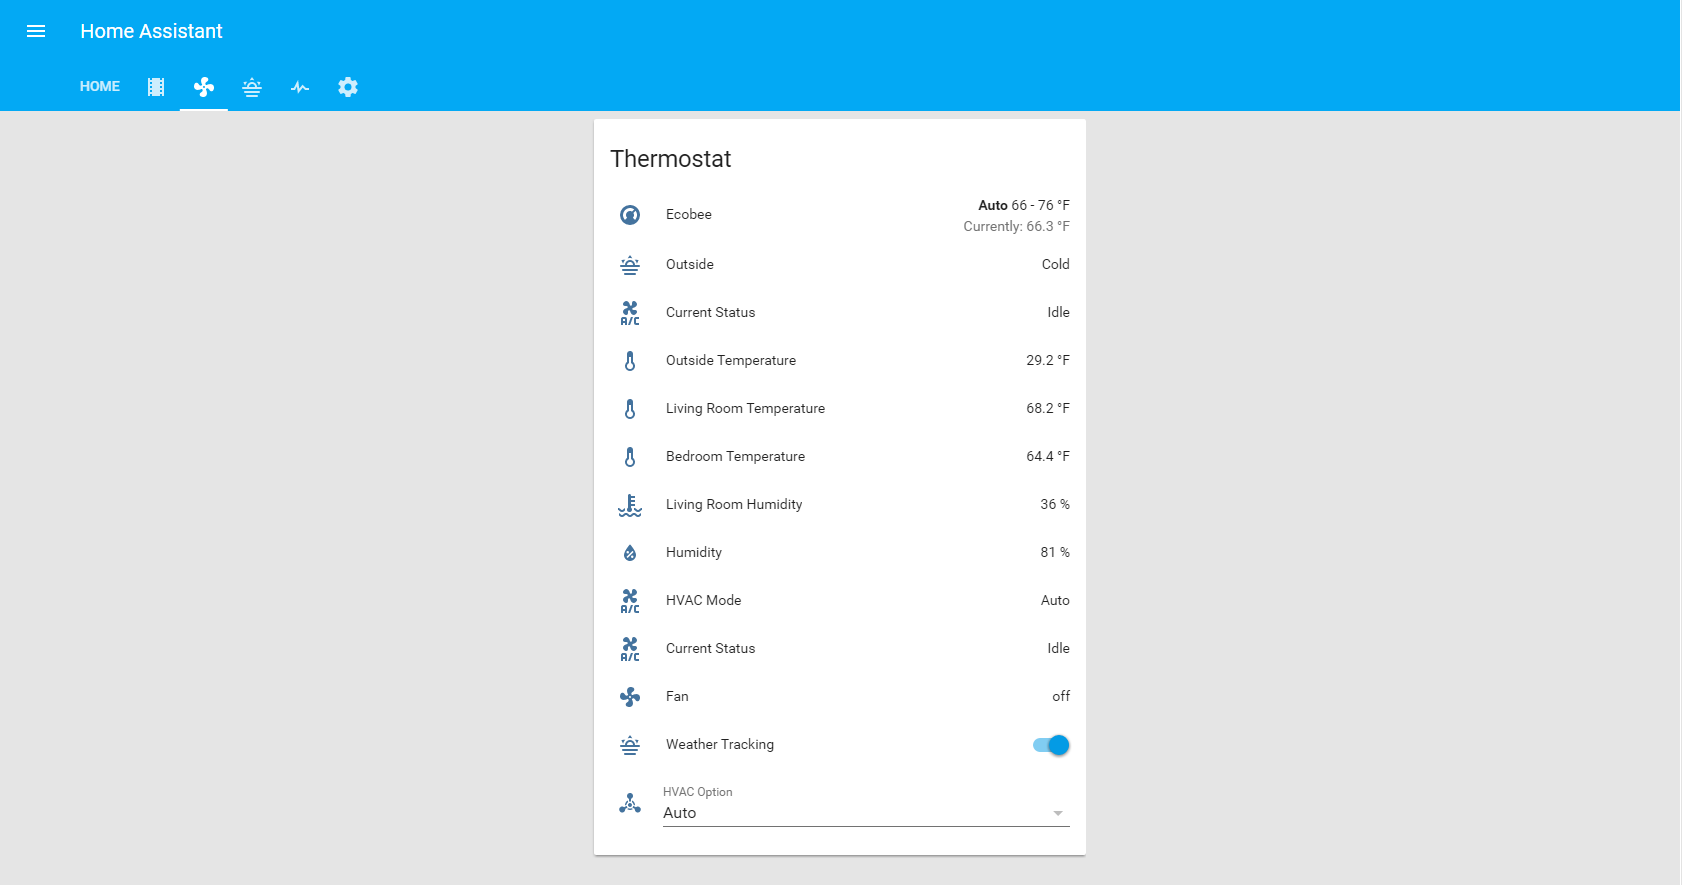 Home Assistant
HOME
Thermostat
Ecobee
Auto 66 - 76 °F
Currently: 66.3 °F
Outside Cold
A/C Current Status Idle
Outside Temperature 29.2 °F
Living Room Temperature 68.2 °F
Bedroom Temperature 64.4 °F
Living Room Humidity 36 %
Humidity 81 %
A/C HVAC Mode Auto
A/C Current Status Idle
Fan off
Weather Tracking
HVAC Option
Auto